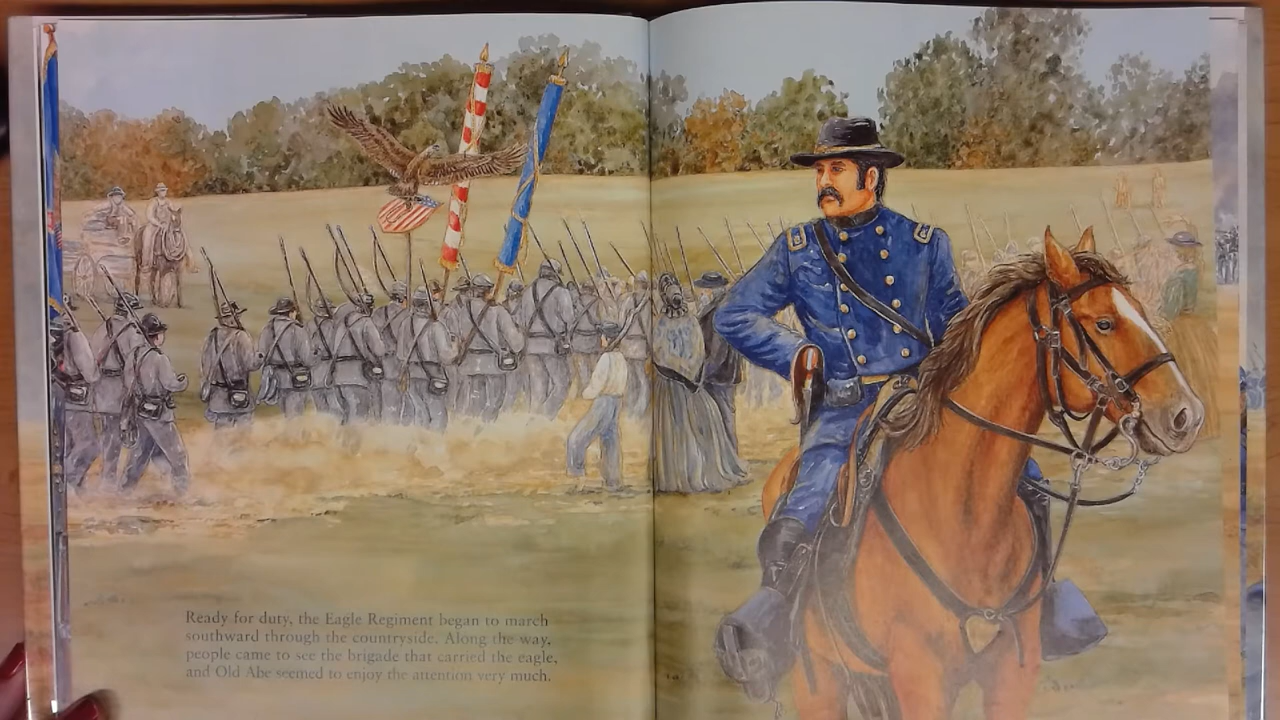 Ready for duty, the Eagle Regiment began to march
southward through the countryside. Along the way,
people came to see the brigade that carried the eagle,
and Old Abe seemed to enjoy the attention very much.